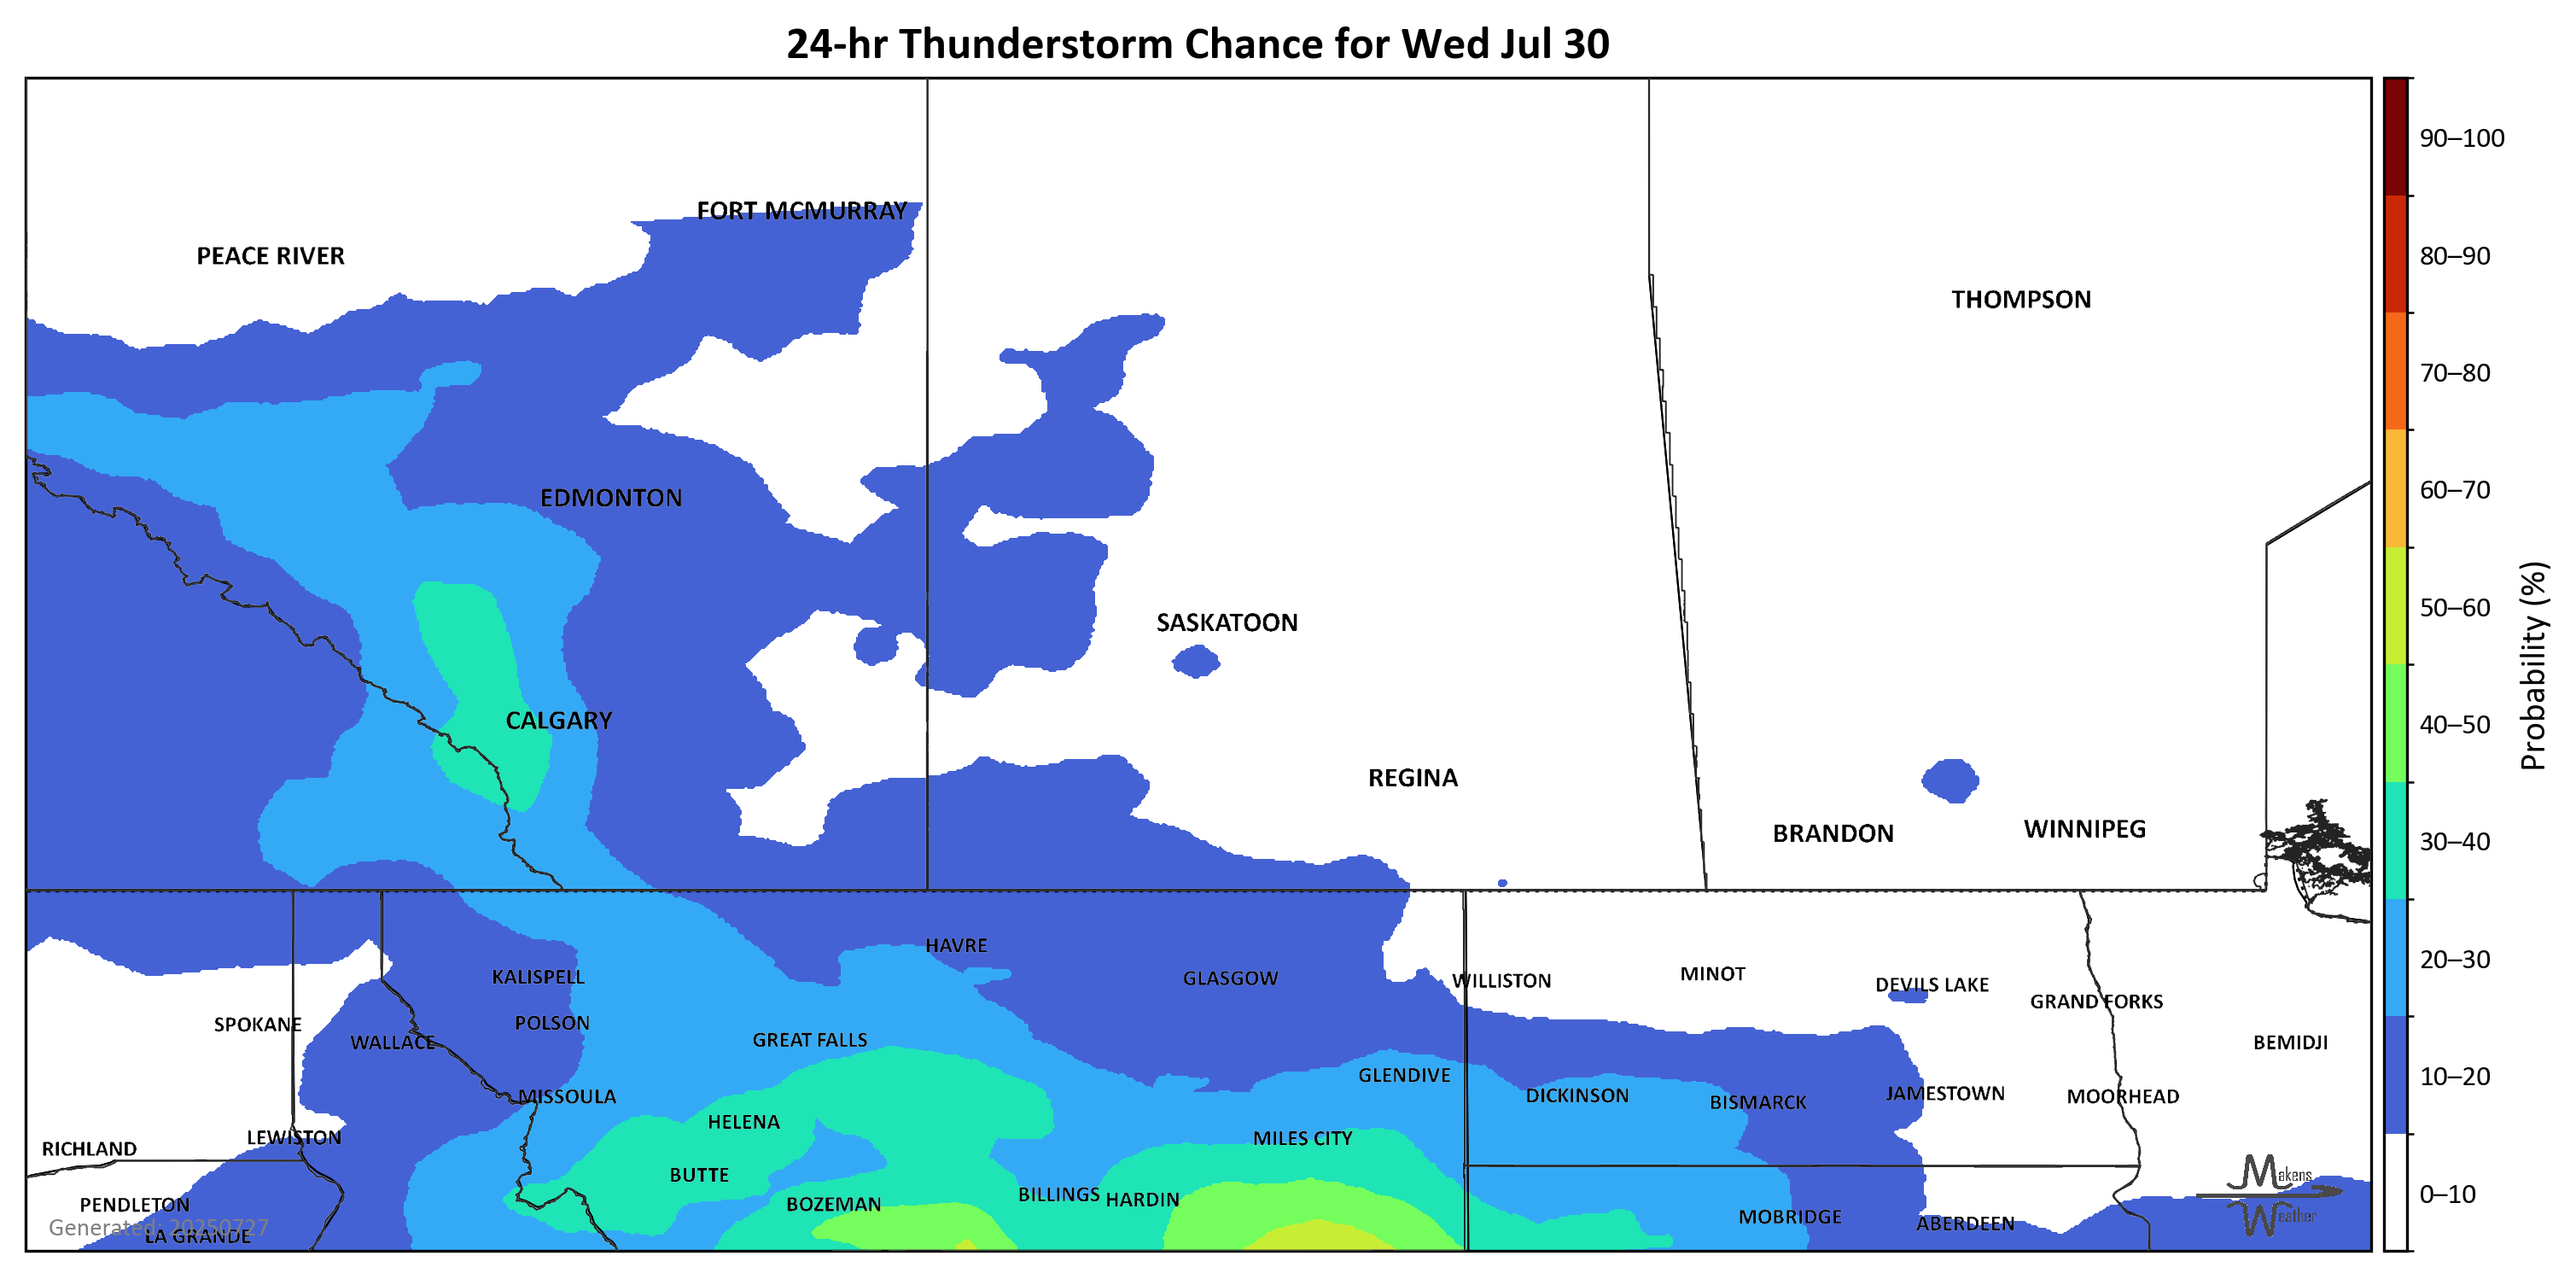 24-hr Thunderstorm Chance for Wed Jul 30
90–100
FORT MCMURRAY
PEACE RIVER
80–90
THOMPSON
70–80
EDMONTON
60–70
SASKATOON
50–60
CALGARY
40–50
Probability (%)
REGINA
BRANDON
WINNIPEG
30–40
HAVRE
KALISPELL
GLASGOW
WILLISTON
MINOT
DEVILS LAKE
20–30
GRAND FORKS
SPOKANE
POLSON
WALLACE
GREAT FALLS
BEMIDJI
GLENDIVE
10–20
MISSOULA
DICKINSON
BISMARCK
JAMESTOWN
MOORHEAD
HELENA
LEWISTON
MILES CITY
RICHLAND
BUTTE
Makens
Weather
PENDLETON
BOZEMAN
BILLINGS
HARDIN
0–10
MOBRIDGE
ABERDEEN
Generated: 20250727
LA GRANDE